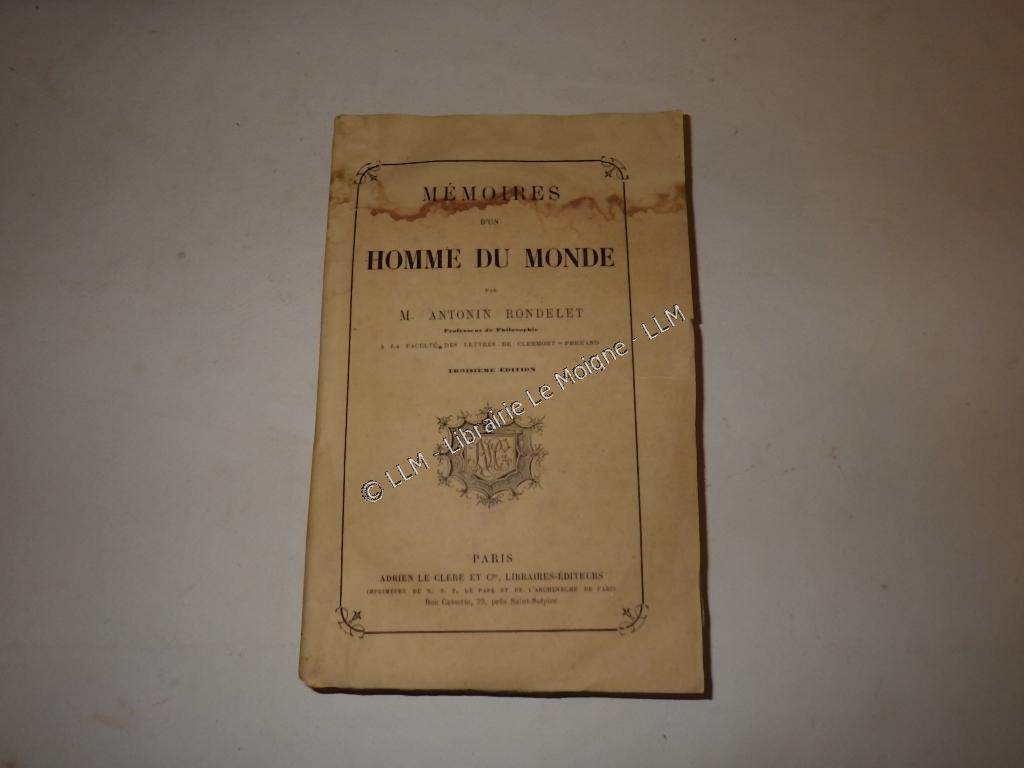 MÉMOIRES
D'UN
HOMME DU MONDE
PAR
M. ANTONIN RONDELET
Professeur de Philosophie
A LA FACULTÉ DES LETTRES DE CLERMONT-FERRAND
TROISIÈME ÉDITION
© LLM - Librairie Le Moigne - LLM
PARIS
ADRIEN LE CLERE ET Cie, LIBRAIRES-ÉDITEURS
IMPRIMEURS DE N. S. P. LE PAPE ET DE L'ARCHEVÊCHÉ DE PARIS
Rue Cassette, 29, près Saint-Sulpice